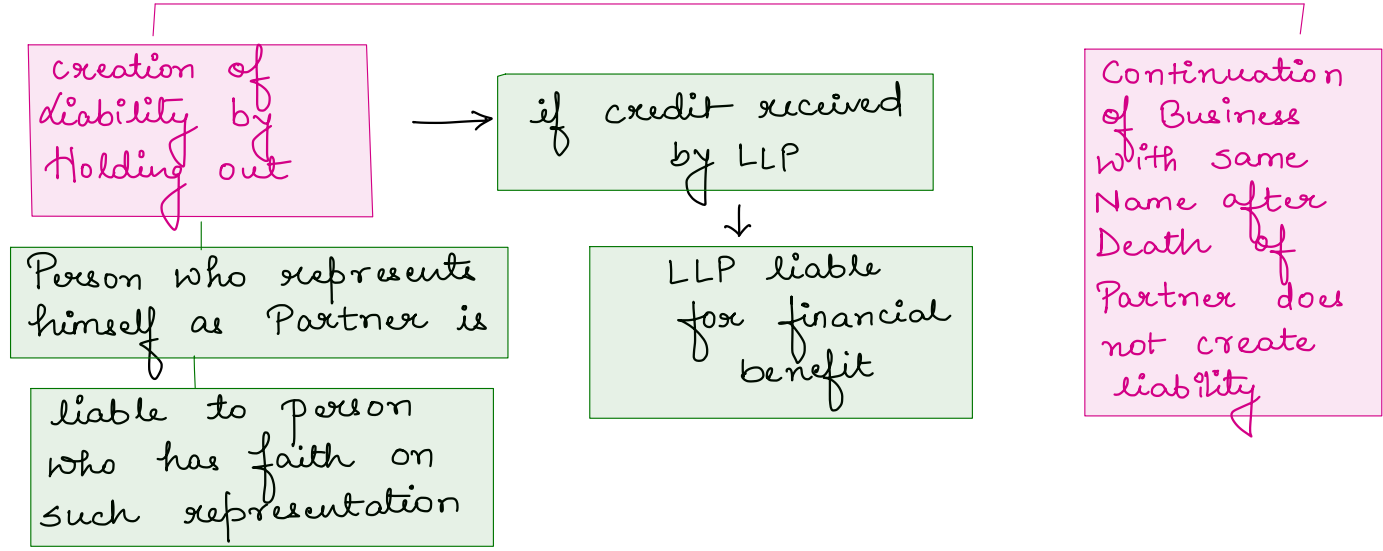 creation of
Liability by
Holding out
if credit received
by LLP
LLP liable
for financial
benefit
Person who represents
himself as Partner is
liable to person
who has faith on
such representation
Continuation
of Business
with same
Name after
Death of
Partner does
not create
liability